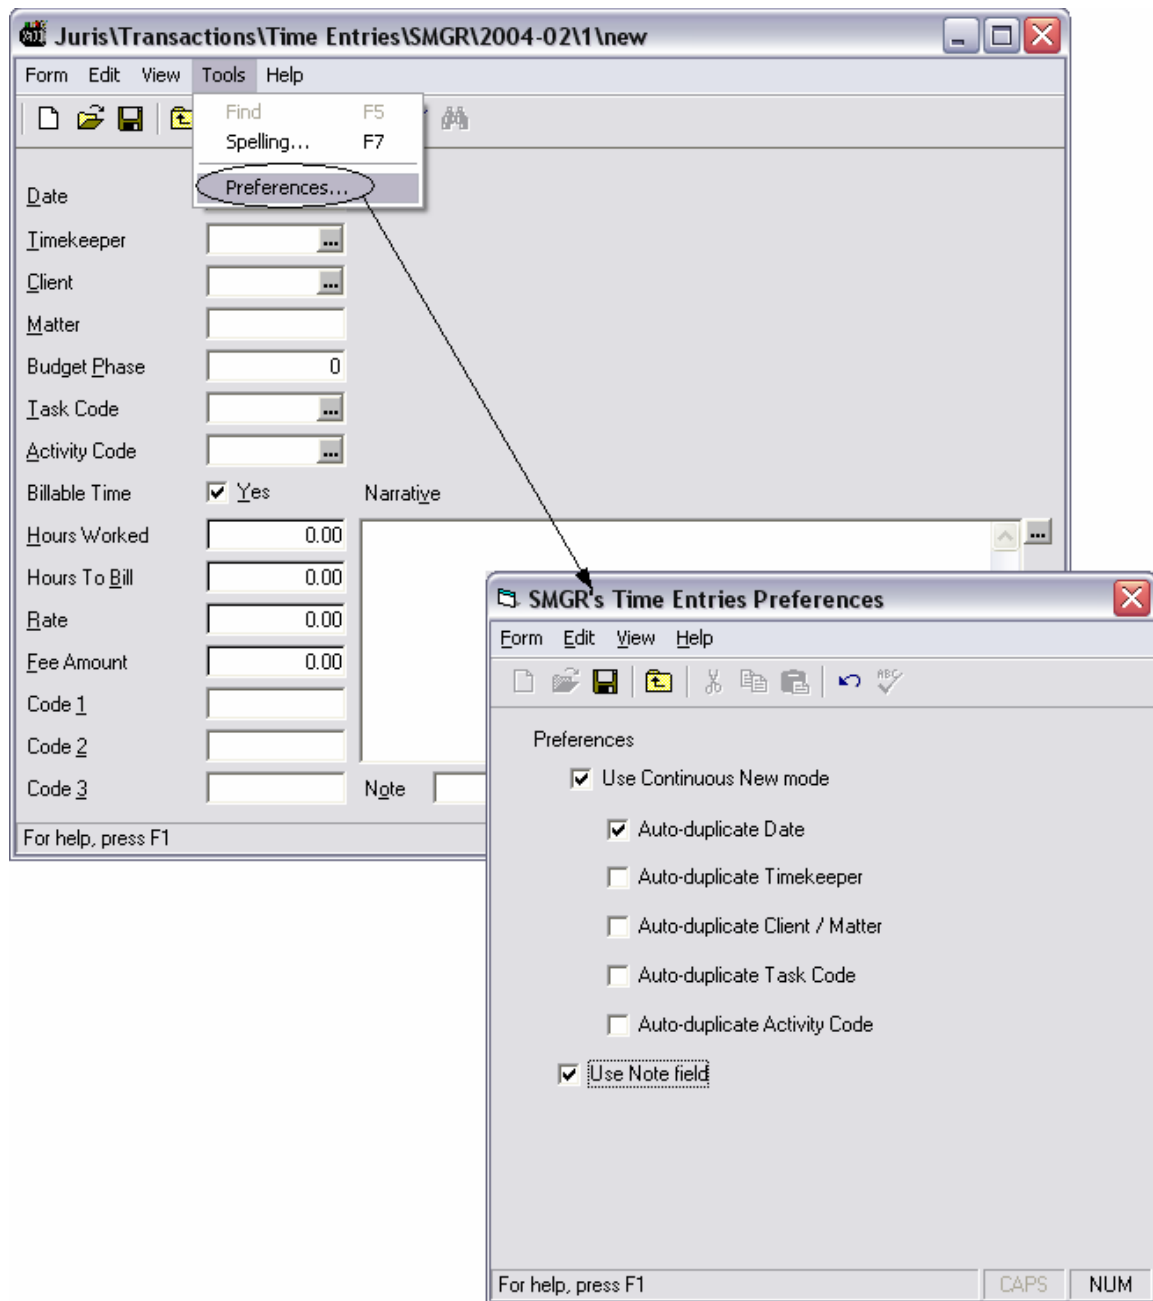 Juris\Transactions\Time Entries\SMGR\2004-02\1\new
Form Edit View Tools Help
Find F5
Spelling... F7
Preferences...
Date
Timekeeper ...
Client ...
Matter
Budget Phase 0
Task Code ...
Activity Code ...
Billable Time Yes Narrative
Hours Worked 0.00 ...
Hours To Bill 0.00
Rate 0.00
Fee Amount 0.00
Code 1
Code 2
Code 3 Note
For help, press F1
SMGR's Time Entries Preferences
Form Edit View Help
ABC
Preferences
Use Continuous New mode
Auto-duplicate Date
Auto-duplicate Timekeeper
Auto-duplicate Client / Matter
Auto-duplicate Task Code
Auto-duplicate Activity Code
Use Note field
For help, press F1 CAPS NUM